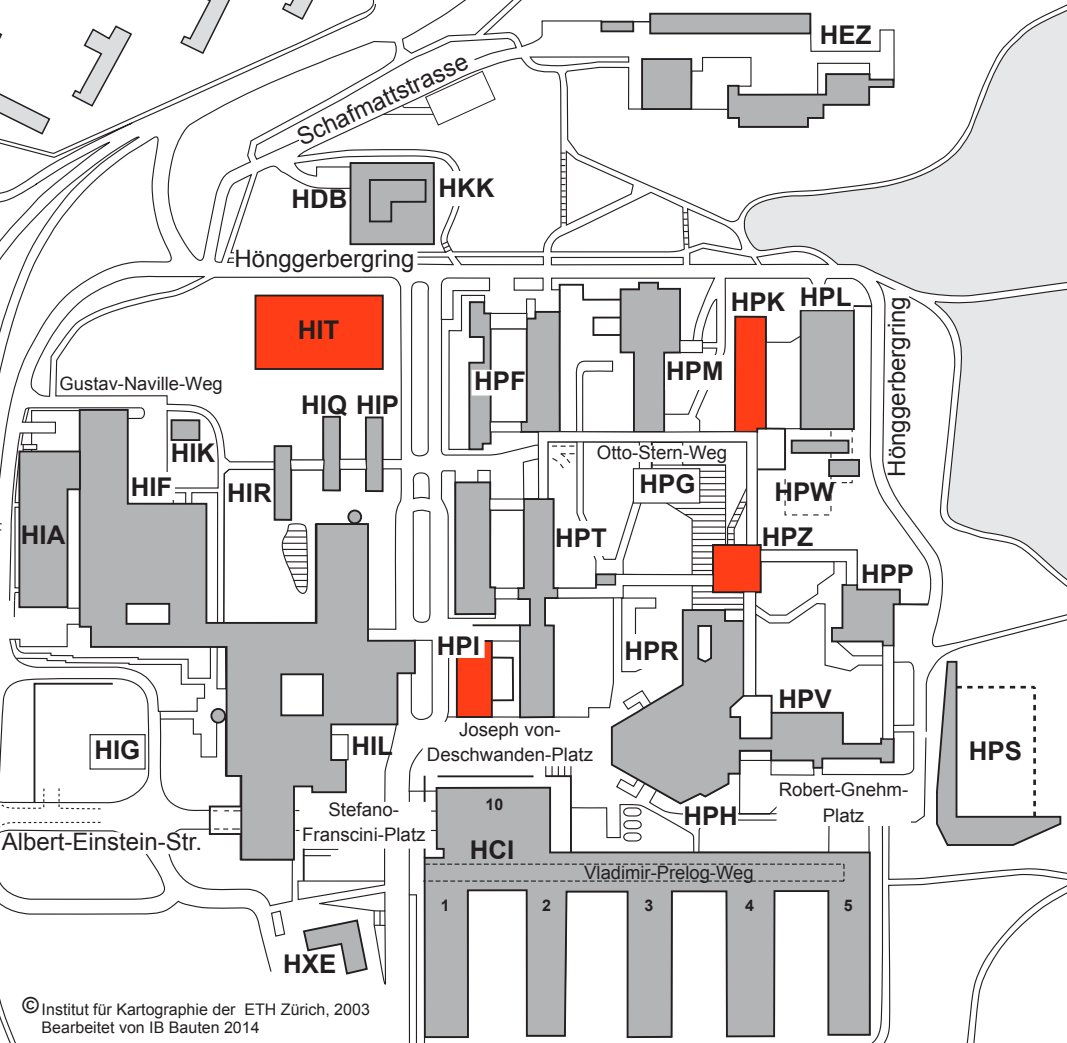 HEZ
Schafmattstrasse
HDB
HKK
Hönggerbergring
HIT
HPK
HPL
Hönggerbergring
HPM
HPF
Gustav-Naville-Weg
HIQ
HIP
HIK
Otto-Stern-Weg
HIF
HIR
HPG
HPW
HIA
HPT
HPZ
HPP
HPI
HPR
HPV
Joseph von-
Deschwanden-Platz
HIG
HIL
HPS
Robert-Gnehm-
Platz
Stefano-
Franscini-Platz
10
HPH
Albert-Einstein-Str.
HCI
Vladimir-Prelog-Weg
1
2
3
4
5
HXE
© Institut für Kartographie der ETH Zürich, 2003
Bearbeitet von IB Bauten 2014